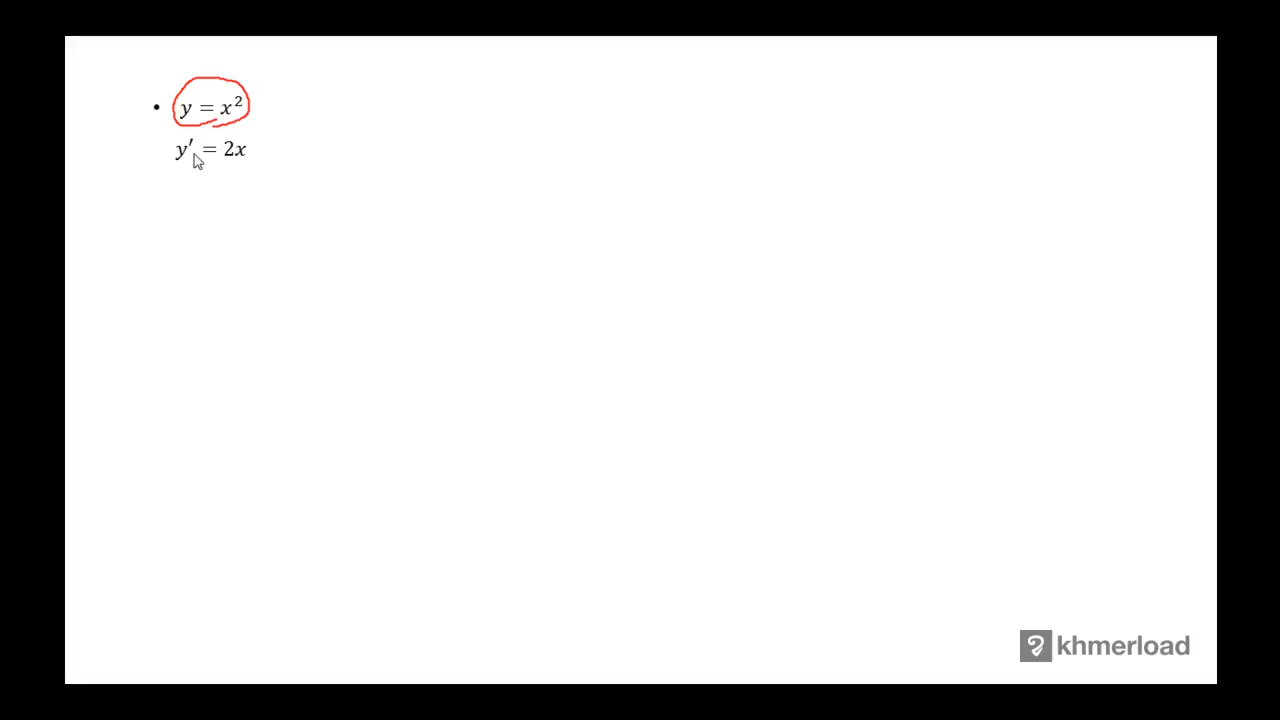 • y = x²
y′ = 2x
khmerload